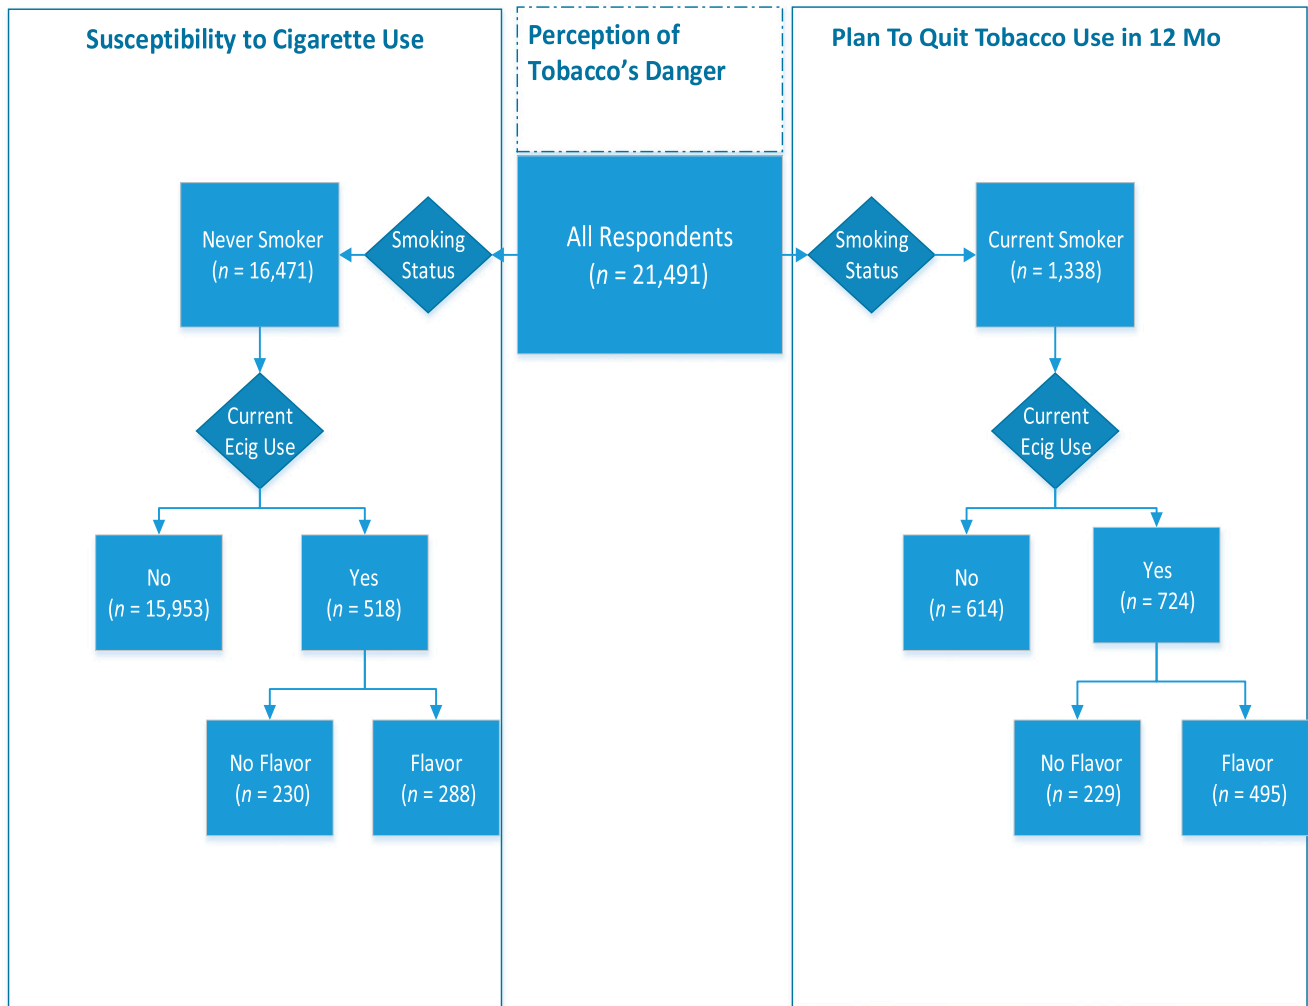 Susceptibility to Cigarette Use
Perception of
Tobacco's Danger
Plan To Quit Tobacco Use in 12 Mo
Never Smoker
(n = 16,471)
Smoking
Status
All Respondents
(n = 21,491)
Smoking
Status
Current Smoker
(n = 1,338)
Current
Ecig Use
Current
Ecig Use
No
(n = 15,953)
Yes
(n = 518)
No
(n = 614)
Yes
(n = 724)
No Flavor
(n = 230)
Flavor
(n = 288)
No Flavor
(n = 229)
Flavor
(n = 495)